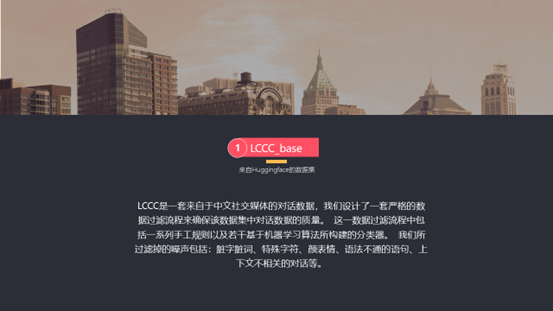 1 LCCC_base
来自Huggingface的数据集
LCCC是一套来自于中文社交媒体的对话数据，我们设计了一套严格的数
据过滤流程来确保该数据集中对话数据的质量。 这一数据过滤流程中包
括一系列手工规则以及若干基于机器学习算法所构建的分类器。 我们所
过滤掉的噪声包括：脏字脏词、特殊字符、颜表情、语法不通的语句、上
下文不相关的对话等。